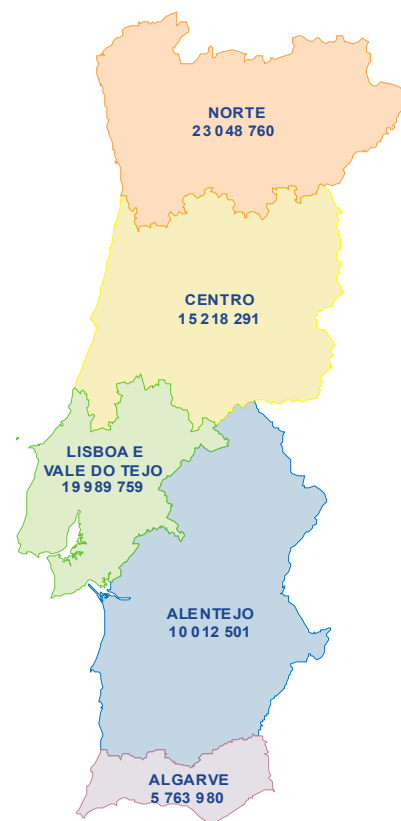 NORTE
23 048 760
CENTRO
15 218 291
LISBOA E
VALE DO TEJO
19 989 759
ALENTEJO
10 012 501
ALGARVE
5 763 980